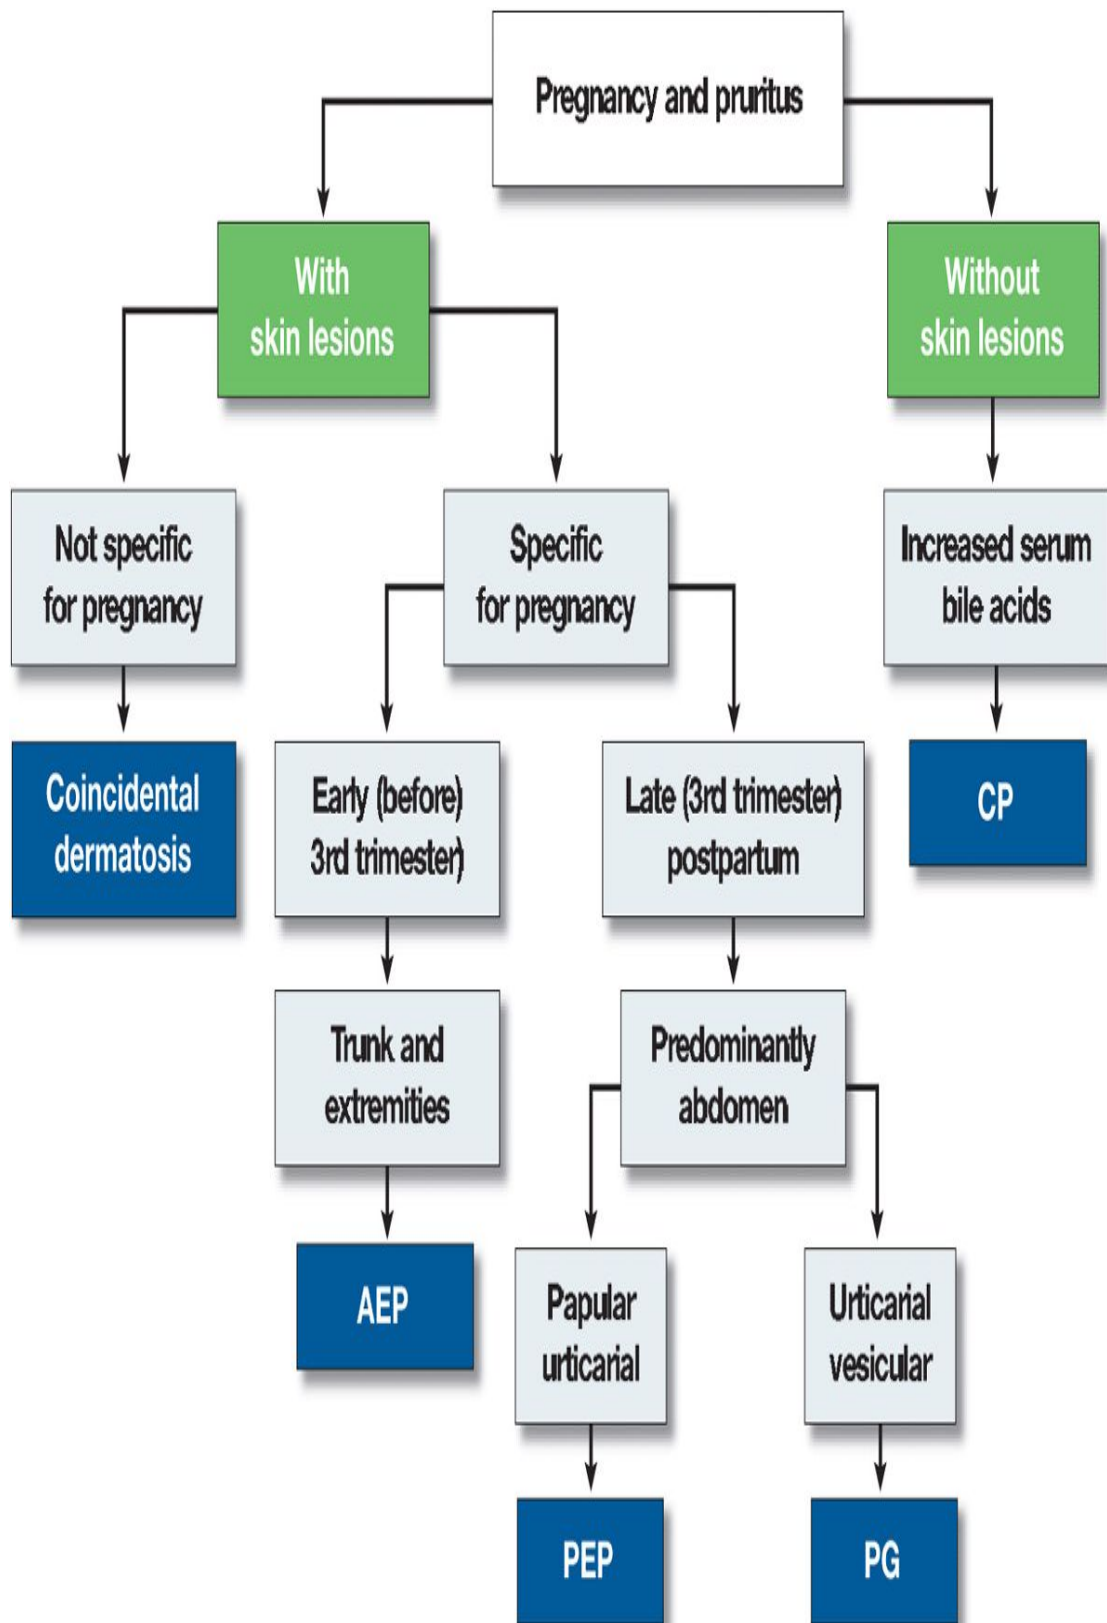 Pregnancy and pruritus
With
skin lesions
Without
skin lesions
Not specific
for pregnancy
Specific
for pregnancy
Increased serum
bile acids
Coincidental
dermatosis
Early (before)
3rd trimester)
Late (3rd trimester)
postpartum
CP
Trunk and
extremities
Predominantly
abdomen
AEP
Papular
urticarial
Urticarial
vesicular
PEP
PG